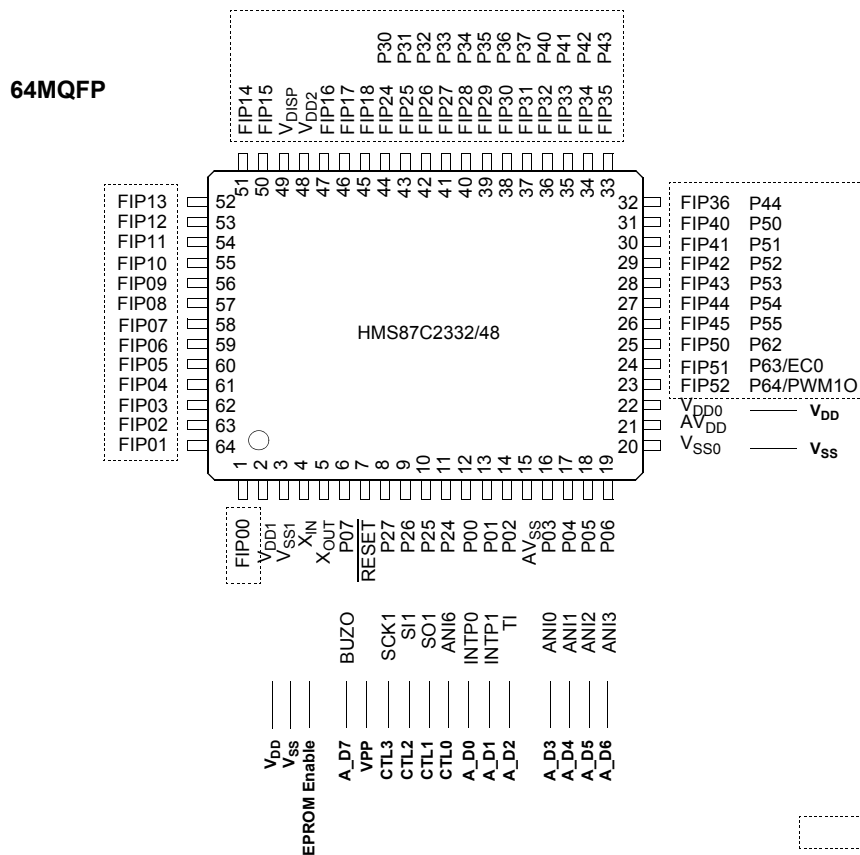 64MQFP
P30 P31 P32 P33 P34 P35 P36 P37 P40 P41 P42 P43
FIP14 FIP15 VDISP VDD2 FIP16 FIP17 FIP18 FIP24 FIP25 FIP26 FIP27 FIP28 FIP29 FIP30 FIP31 FIP32 FIP33 FIP34 FIP35
51 50 49 48 47 46 45 44 43 42 41 40 39 38 37 36 35 34 33
FIP13 52
FIP12 53
FIP11 54
FIP10 55
FIP09 56
FIP08 57
FIP07 58
FIP06 59
FIP05 60
FIP04 61
FIP03 62
FIP02 63
FIP01 64
HMS87C2332/48
32 FIP36 P44
31 FIP40 P50
30 FIP41 P51
29 FIP42 P52
28 FIP43 P53
27 FIP44 P54
26 FIP45 P55
25 FIP50 P62
24 FIP51 P63/EC0
23 FIP52 P64/PWM1O
22 VDD0 VDD
21 AVDD
20 VSS0 VSS
1 2 3 4 5 6 7 8 9 10 11 12 13 14 15 16 17 18 19
FIP00 VDD1 VSS1 XIN XOUT P07 RESET P27 P26 P25 P24 P00 P01 P02 AVSS P03 P04 P05 P06
BUZO SCK1 SI1 SO1 ANI6 INTP0 INTP1 TI ANI0 ANI1 ANI2 ANI3
VDD VSS EPROM Enable A_D7 VPP CTL3 CTL2 CTL1 CTL0 A_D0 A_D1 A_D2 A_D3 A_D4 A_D5 A_D6